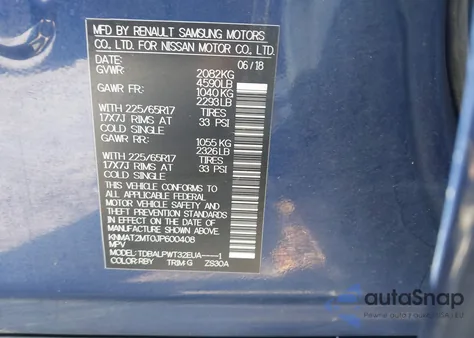 MFD BY RENAULT SAMSUNG MOTORS
CO., LTD. FOR NISSAN MOTOR CO., LTD.
DATE: 06/18
GVWR: 2082KG
4590LB
GAWR FR: 1040 KG
2293LB
WITH 225/65R17 TIRES
17X7J RIMS AT 33 PSI
COLD SINGLE
GAWR RR: 1055 KG
2326LB
WITH 225/65R17 TIRES
17X7J RIMS AT 33 PSI
COLD SINGLE
THIS VEHICLE CONFORMS TO
ALL APPLICABLE FEDERAL
MOTOR VEHICLE SAFETY
STANDARDS IN EFFECT ON
THE DATE OF MANUFACTURE
SHOWN ABOVE.
KNMAT2MT0JP600408
MPV
MODEL:TDBALPWT32EUA----1
COLOR:RBY TRIM:G ZS30A
autoSnap